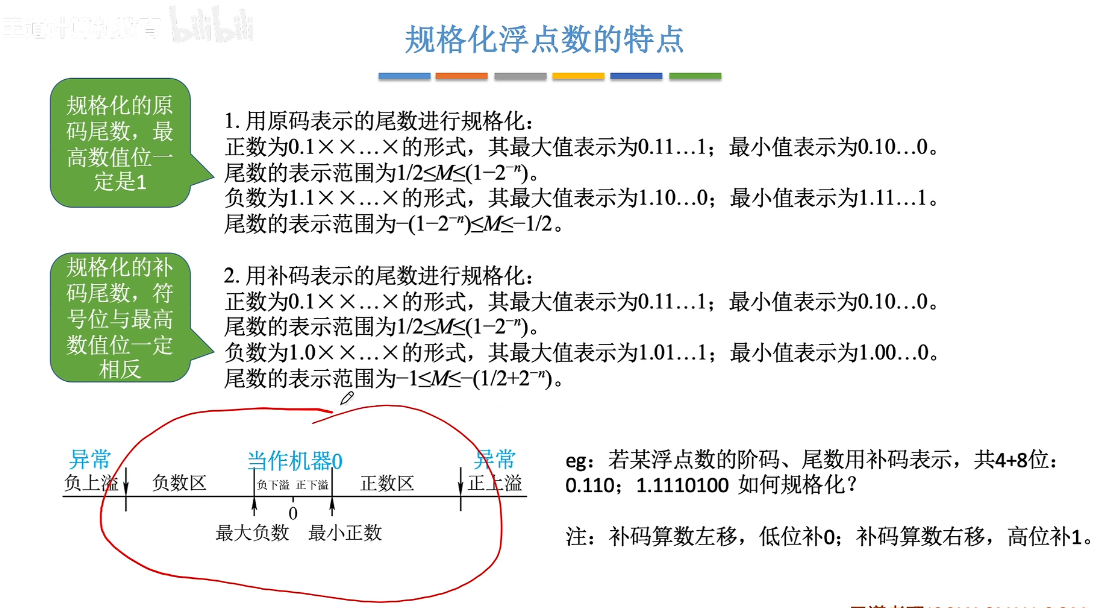 规格化浮点数的特点
规格化的原
码尾数，最
高数值位一
定是1
1. 用原码表示的尾数进行规格化：
正数为0.1××…×的形式，其最大值表示为0.11…1；最小值表示为0.10…0。
尾数的表示范围为1/2≤M≤(1−2⁻ⁿ)。
负数为1.1××…×的形式，其最大值表示为1.10…0；最小值表示为1.11…1。
尾数的表示范围为−(1−2⁻ⁿ)≤M≤−1/2。
规格化的补
码尾数，符
号位与最高
数值位一定
相反
2. 用补码表示的尾数进行规格化：
正数为0.1××…×的形式，其最大值表示为0.11…1；最小值表示为0.10…0。
尾数的表示范围为1/2≤M≤(1−2⁻ⁿ)。
负数为1.0××…×的形式，其最大值表示为1.01…1；最小值表示为1.00…0。
尾数的表示范围为−1≤M≤−(1/2+2⁻ⁿ)。
异常 当作机器0 异常
负上溢 负数区 负下溢 正下溢 正数区 正上溢
0
最大负数 最小正数
eg：若某浮点数的阶码、尾数用补码表示，共4+8位：
0.110；1.1110100 如何规格化？
注：补码算数左移，低位补0；补码算数右移，高位补1。
bilibili